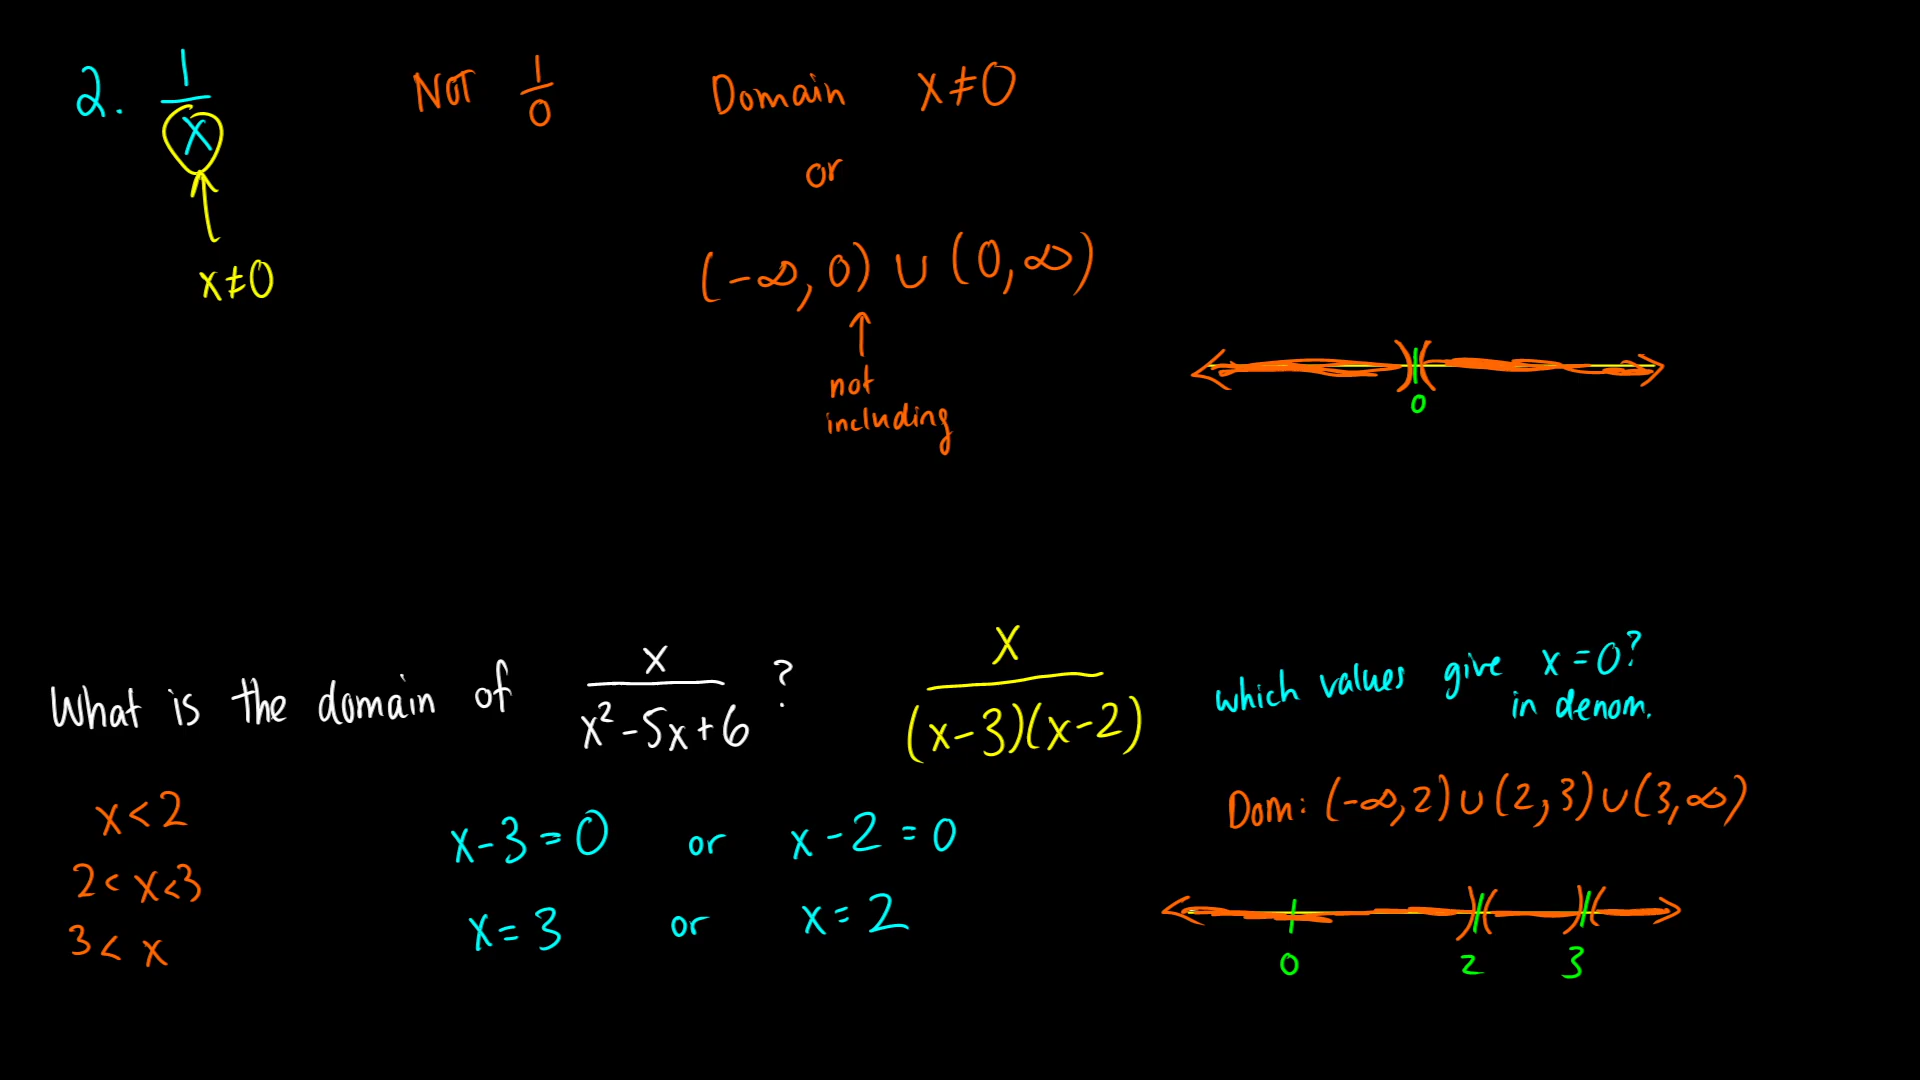 2. 1/x   NOT 1/0   Domain x≠0
or
x≠0
(-∞, 0) ∪ (0, ∞)
not
including
0
What is the domain of x/(x²-5x+6) ?   x/((x-3)(x-2))   which values give x=0?
in denom.
Dom: (-∞,2)∪(2,3)∪(3,∞)
x<2
x-3=0 or x-2=0
2<x<3
x=3 or x=2
3<x
0 2 3